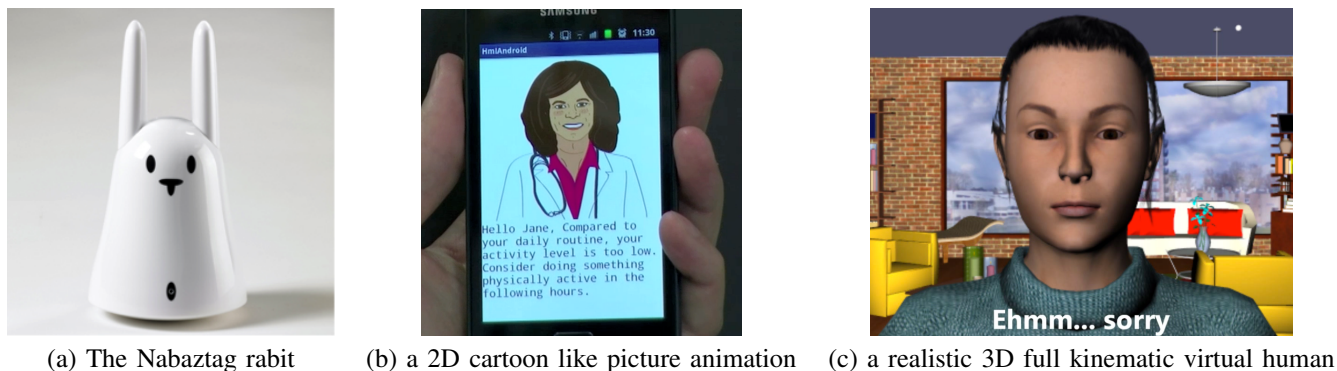 SAMSUNG
11:30
HmiAndroid
Hello Jane, Compared to
your daily routine, your
activity level is too low.
Consider doing something
physically active in the
following hours.
Ehmm... sorry
(a) The Nabaztag rabit
(b) a 2D cartoon like picture animation
(c) a realistic 3D full kinematic virtual human